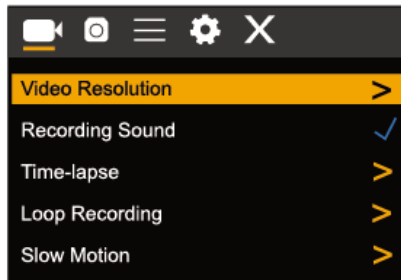 Video Resolution
Recording Sound
Time-lapse
Loop Recording
Slow Motion